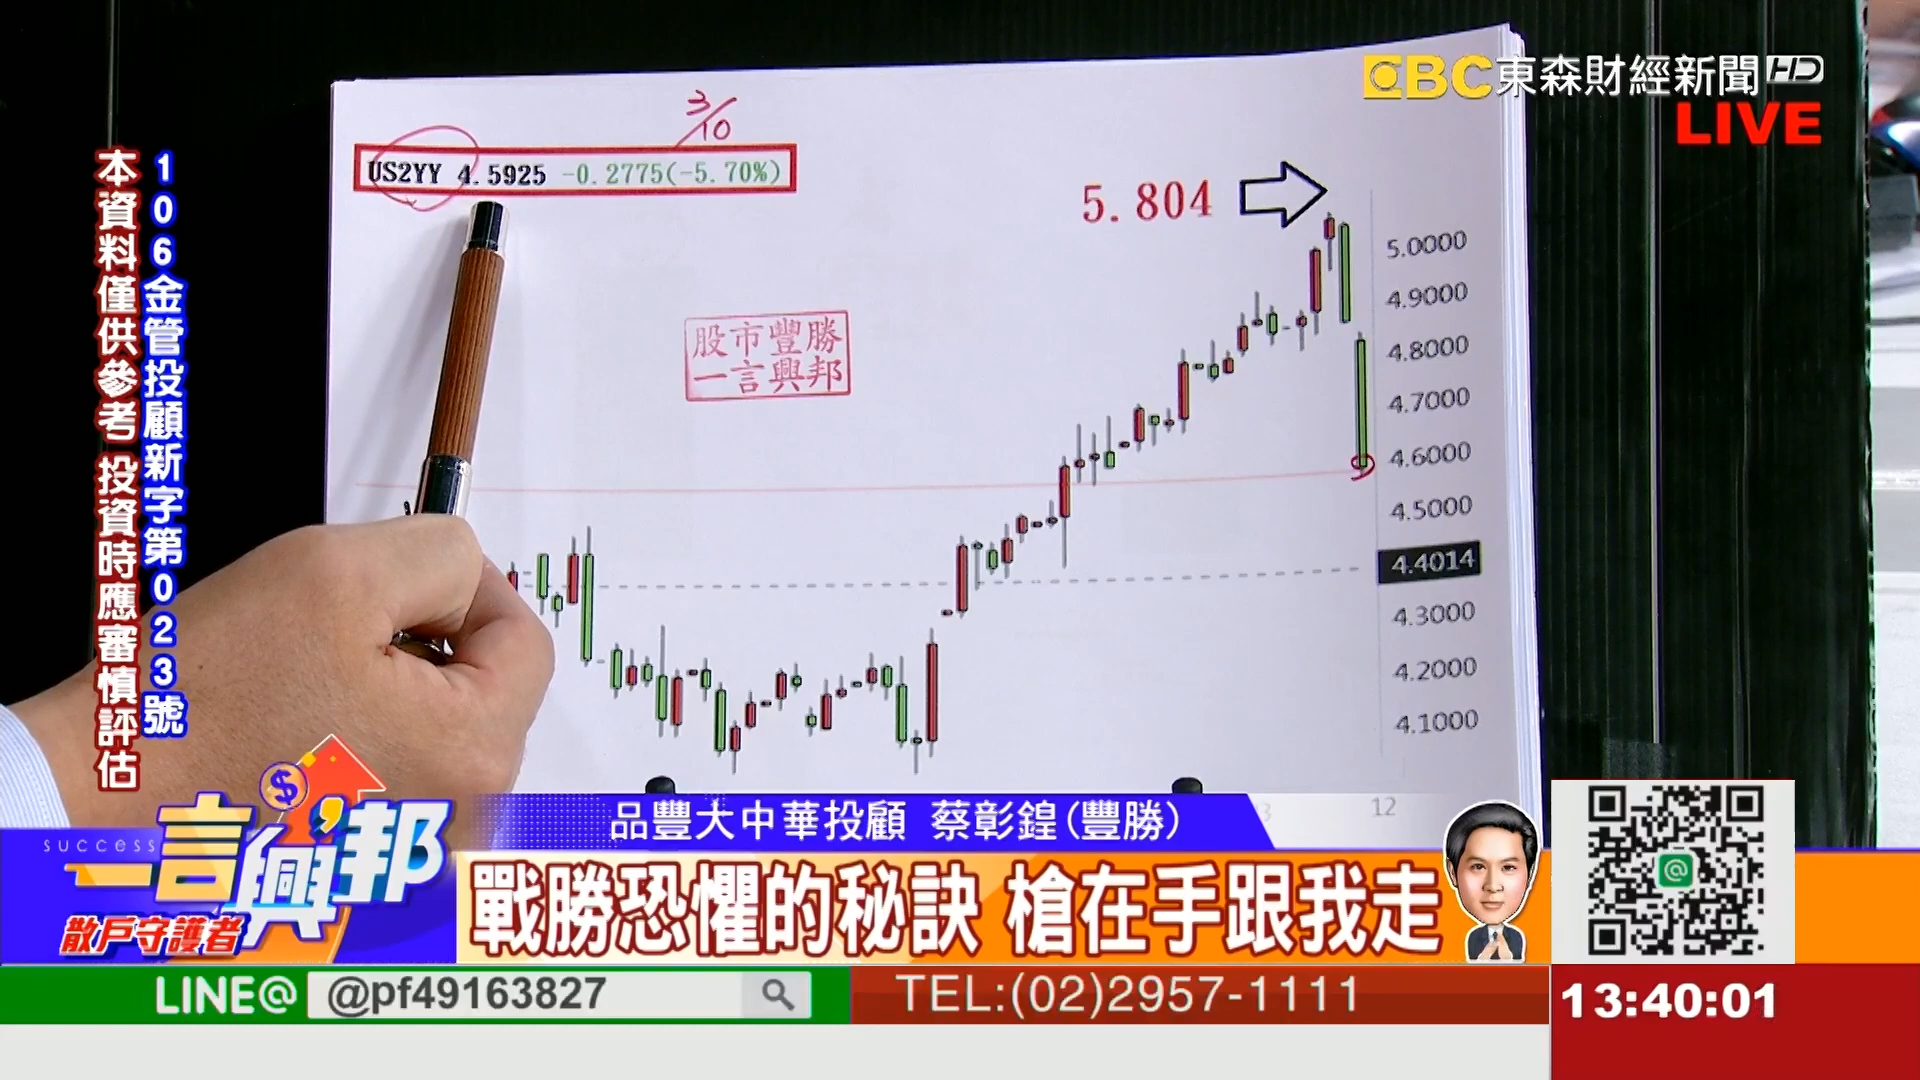 EBC 東森財經新聞 HD
LIVE
106金管投顧新字第023號
本資料僅供參考 投資時應審慎評估
3/10
US2YY 4.5925 -0.2775(-5.70%)
5.804
股市豐勝
一言興邦
5.0000
4.9000
4.8000
4.7000
4.6000
4.5000
4.4014
4.3000
4.2000
4.1000
12
$
success
一言興邦
散戶守護者
品豐大中華投顧 蔡彰鍠(豐勝)
戰勝恐懼的秘訣 槍在手跟我走
LINE@ @pf49163827
TEL:(02)2957-1111
13:40:01